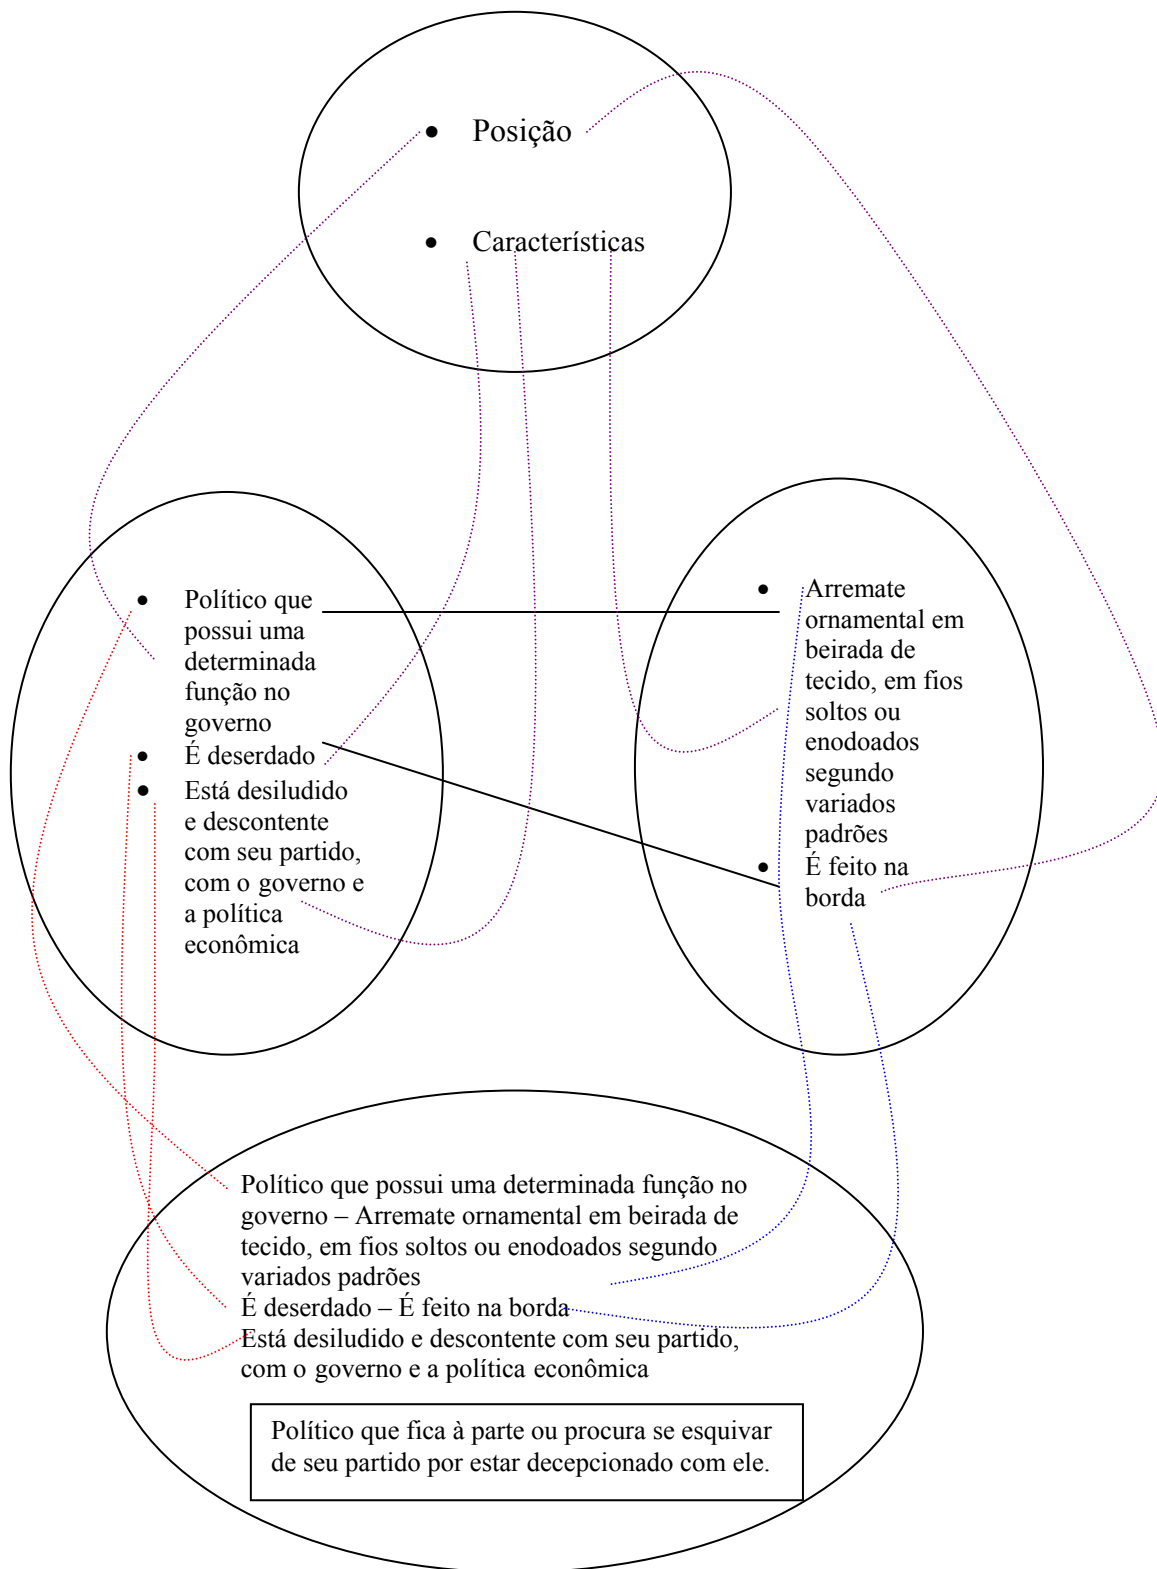 • Posição
• Características
• Político que
possui uma
determinada
função no
governo
• É deserdado
• Está desiludido
e descontente
com seu partido,
com o governo e
a política
econômica
• Arremate
ornamental em
beirada de
tecido, em fios
soltos ou
enodoados
segundo
variados
padrões
• É feito na
borda
Político que possui uma determinada função no
governo – Arremate ornamental em beirada de
tecido, em fios soltos ou enodoados segundo
variados padrões
É deserdado – É feito na borda
Está desiludido e descontente com seu partido,
com o governo e a política econômica
Político que fica à parte ou procura se esquivar
de seu partido por estar decepcionado com ele.